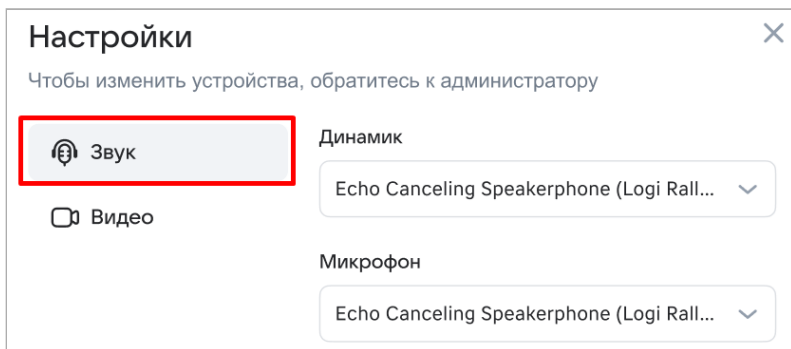 Настройки
Чтобы изменить устройства, обратитесь к администратору
Звук
Видео
Динамик
Echo Canceling Speakerphone (Logi Rall...
Микрофон
Echo Canceling Speakerphone (Logi Rall...